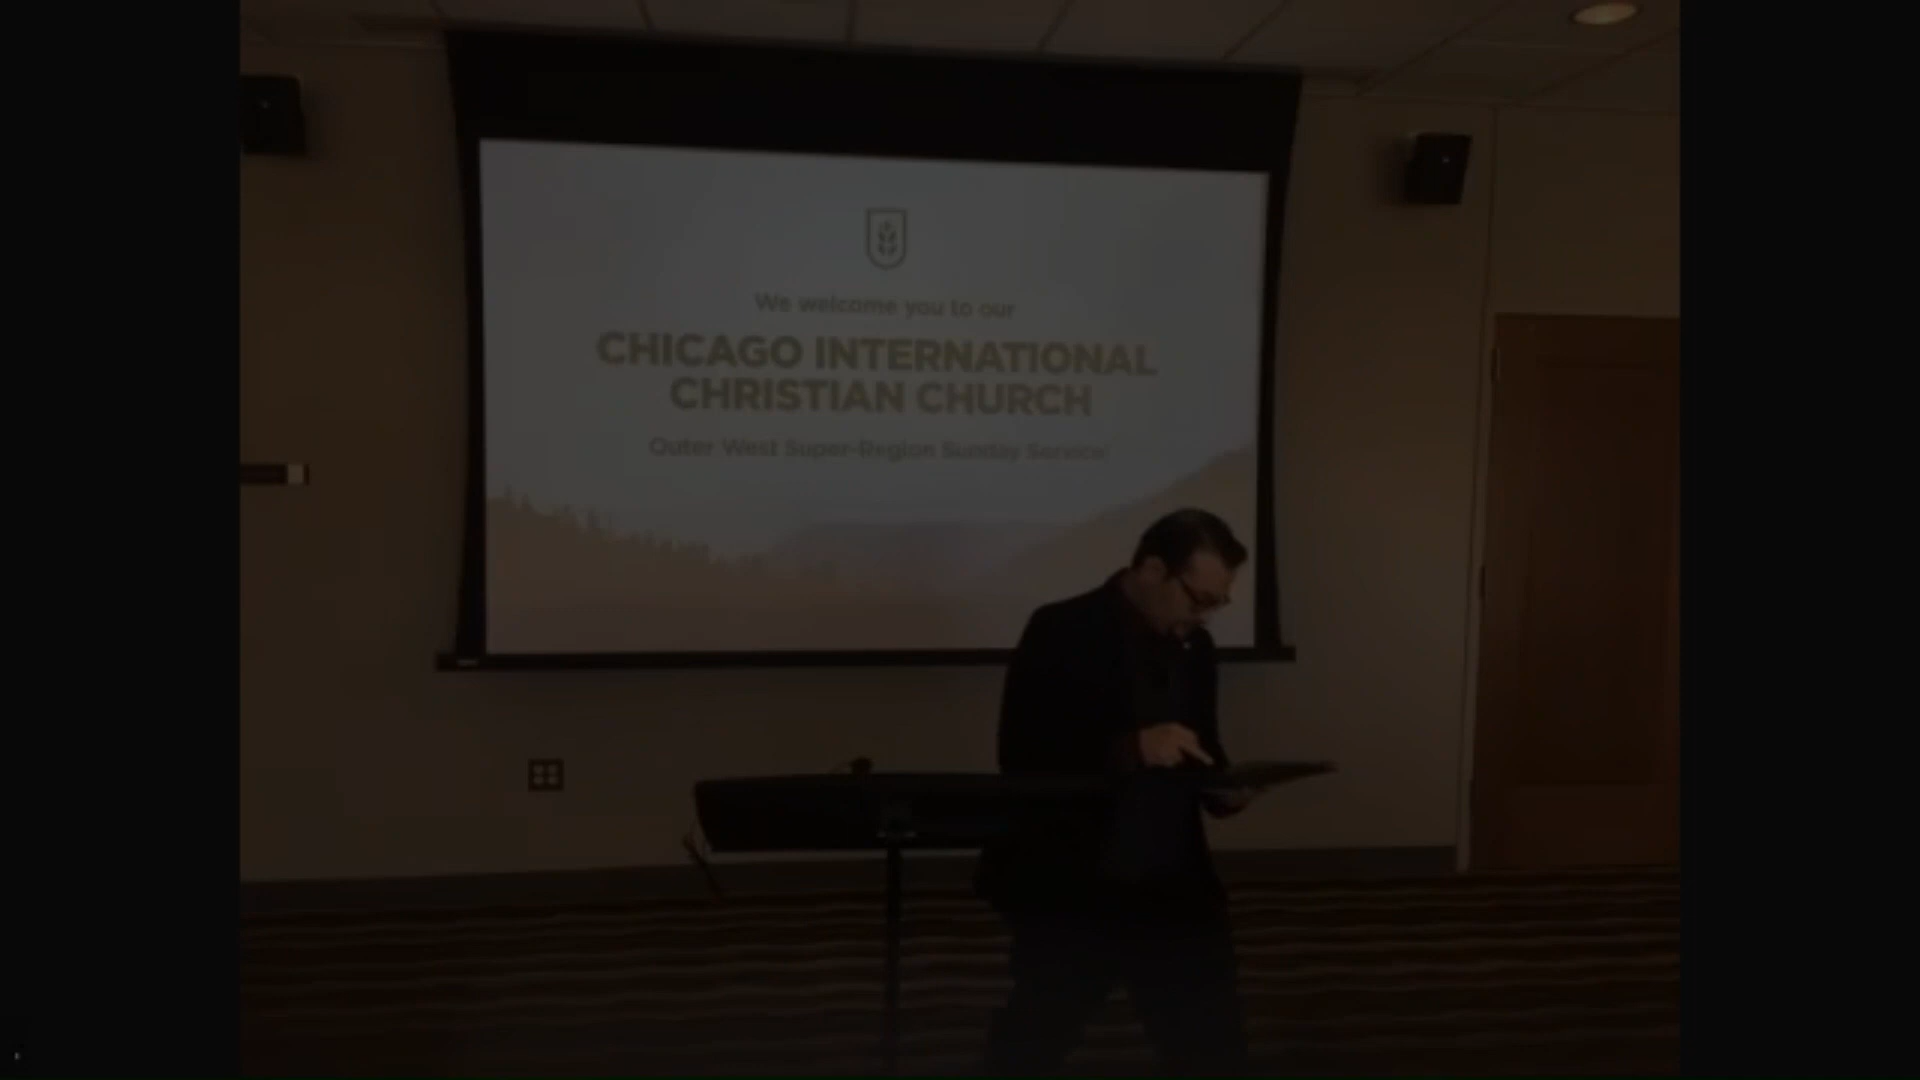 We welcome you to our
CHICAGO INTERNATIONAL
CHRISTIAN CHURCH
Outer West Super-Region Sunday Service